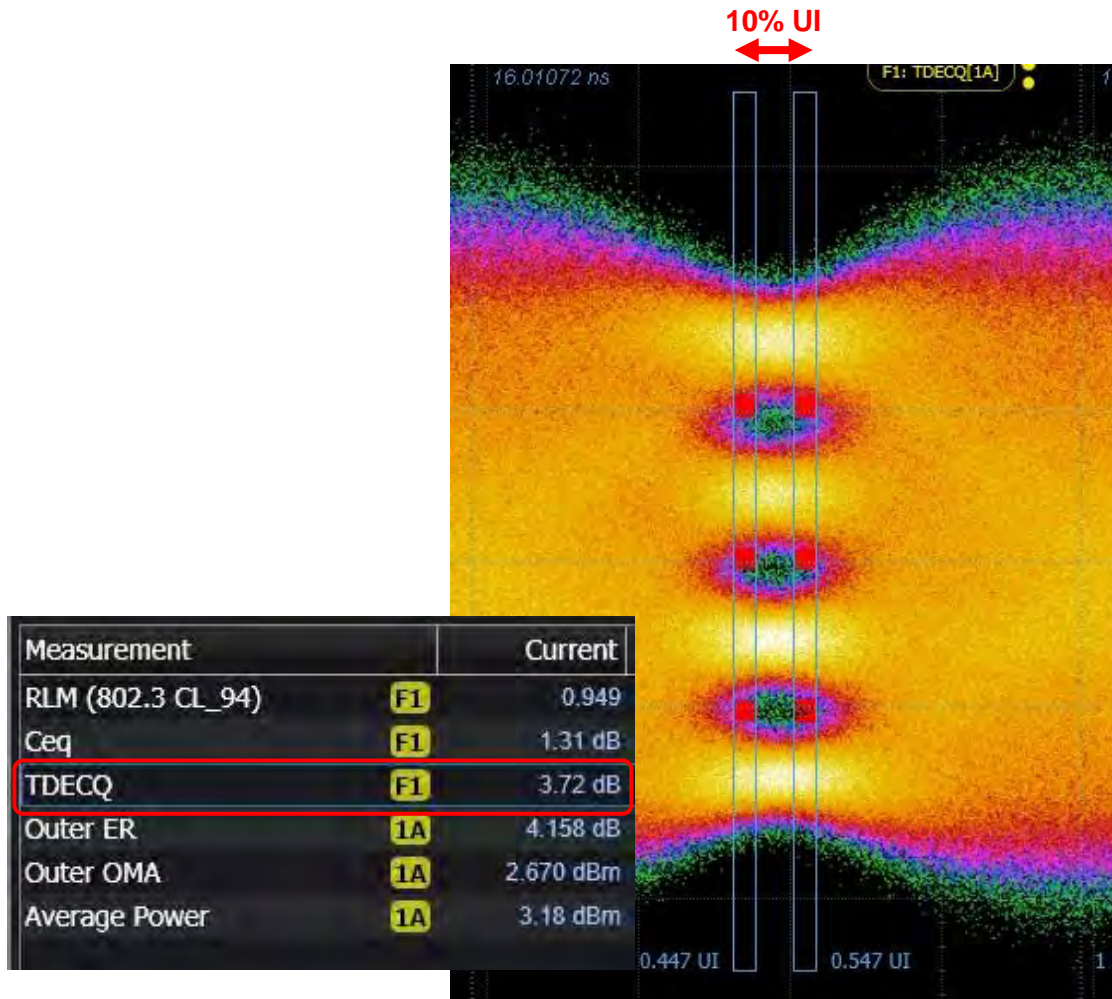 10% UI
16.01072 ns
F1: TDECQ[1A]
1
Measurement Current
RLM (802.3 CL_94) F1 0.949
Ceq F1 1.31 dB
TDECQ F1 3.72 dB
Outer ER 1A 4.158 dB
Outer OMA 1A 2.670 dBm
Average Power 1A 3.18 dBm
0.447 UI 0.547 UI 1